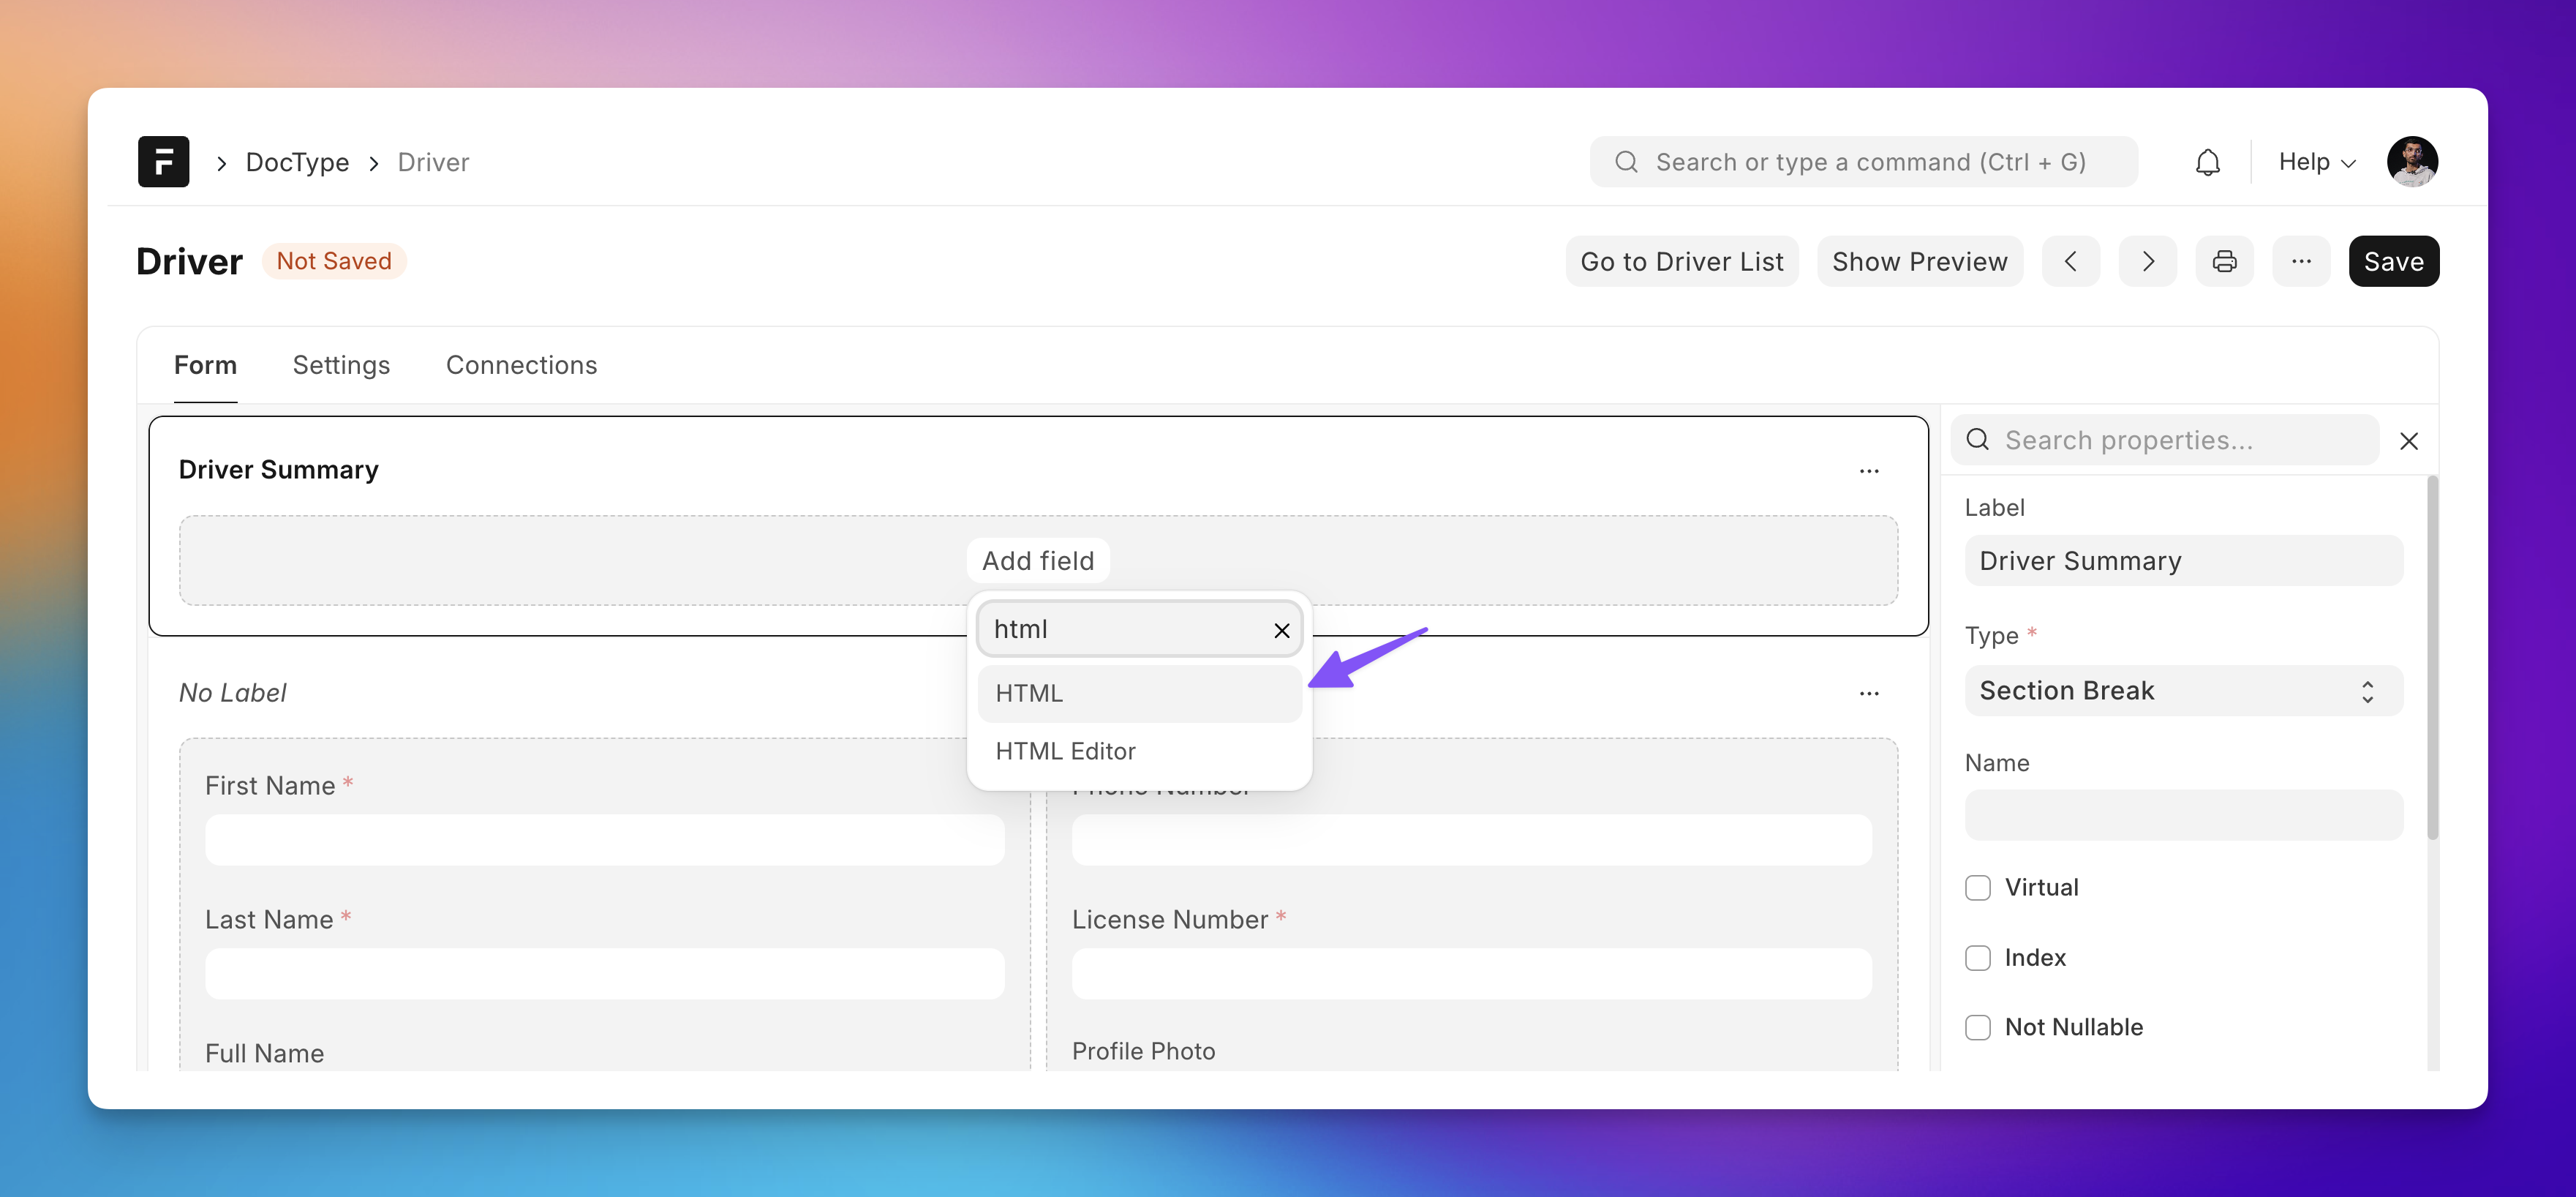 DocType Driver
Search or type a command (Ctrl + G)
Help
Driver Not Saved
Go to Driver List Show Preview ... Save
Form Settings Connections
Driver Summary ...
Add field
html
HTML
HTML Editor
No Label ...
First Name *
Phone Number
Last Name *
License Number *
Full Name
Profile Photo
Search properties...
Label
Driver Summary
Type *
Section Break
Name
Virtual
Index
Not Nullable